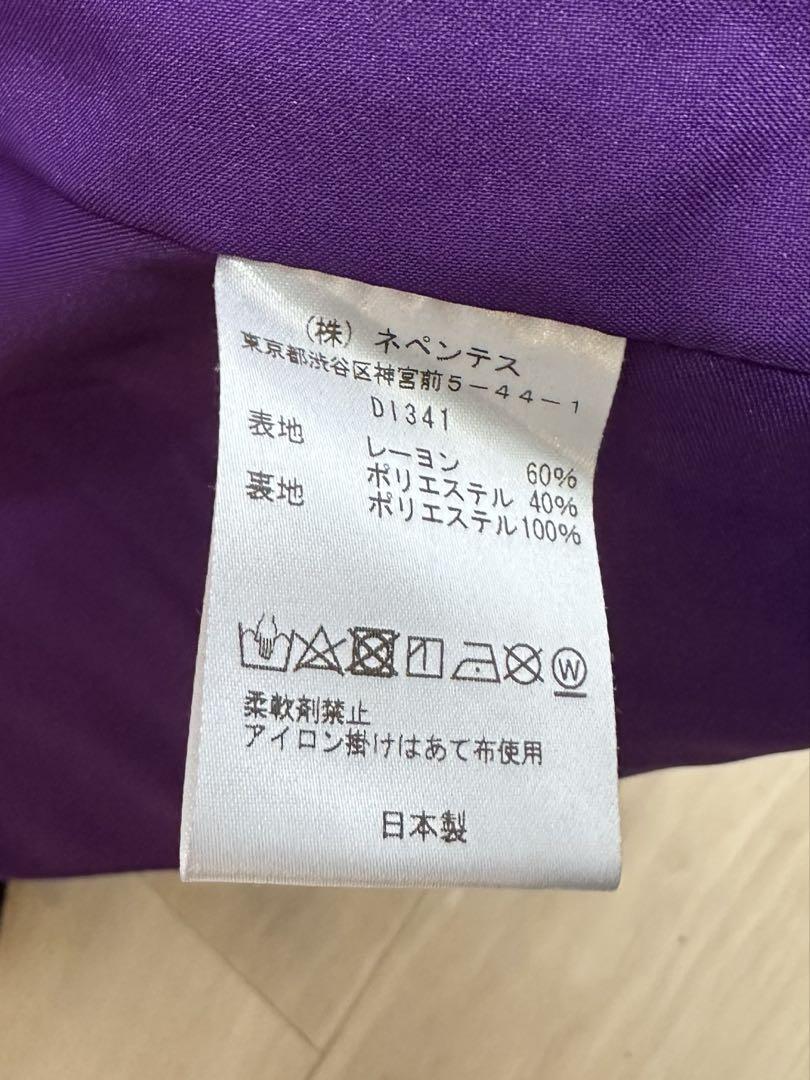 (株) ネペンテス
東京都渋谷区神宮前5-44-1
D1341
表地 レーヨン 60%
ポリエステル 40%
裏地 ポリエステル100%
W
柔軟剤禁止
アイロン掛けはあて布使用
日本製